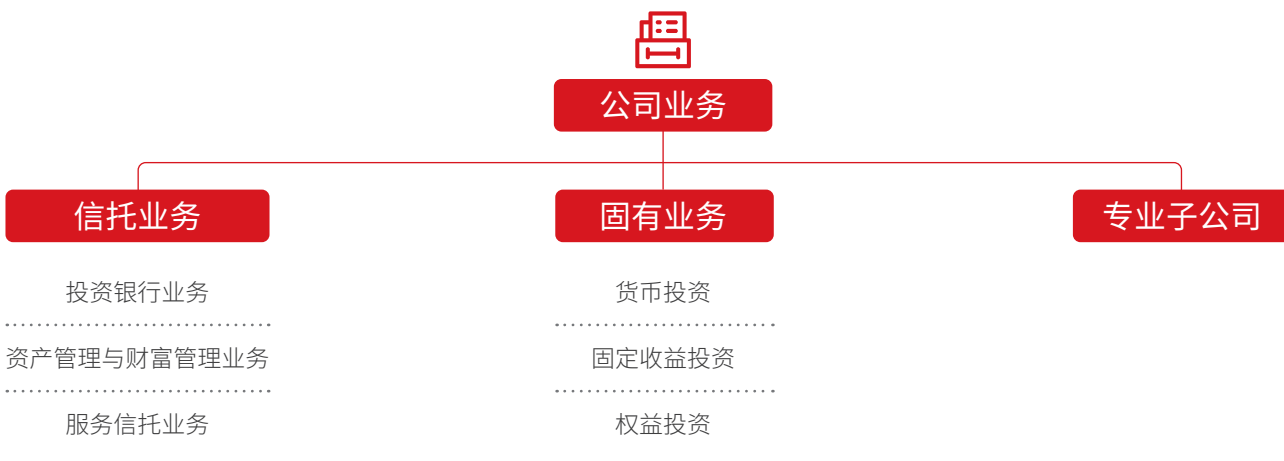 公司业务
信托业务
固有业务
专业子公司
投资银行业务
货币投资
资产管理与财富管理业务
固定收益投资
服务信托业务
权益投资